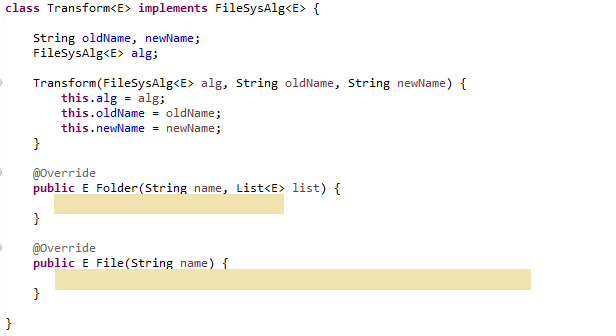 class Transform<E> implements FileSysAlg<E> {
String oldName, newName;
FileSysAlg<E> alg;
Transform(FileSysAlg<E> alg, String oldName, String newName) {
this.alg = alg;
this.oldName = oldName;
this.newName = newName;
}
@Override
public E Folder(String name, List<E> list) {
}
@Override
public E File(String name) {
}
}